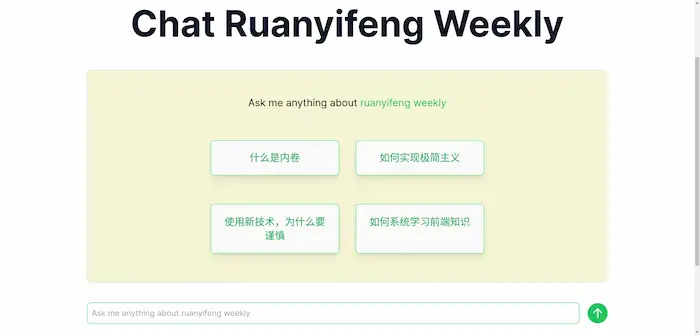 Chat Ruanyifeng Weekly
Ask me anything about ruanyifeng weekly
什么是内卷
如何实现极简主义
使用新技术，为什么要
谨慎
如何系统学习前端知识
Ask me anything about ruanyifeng weekly